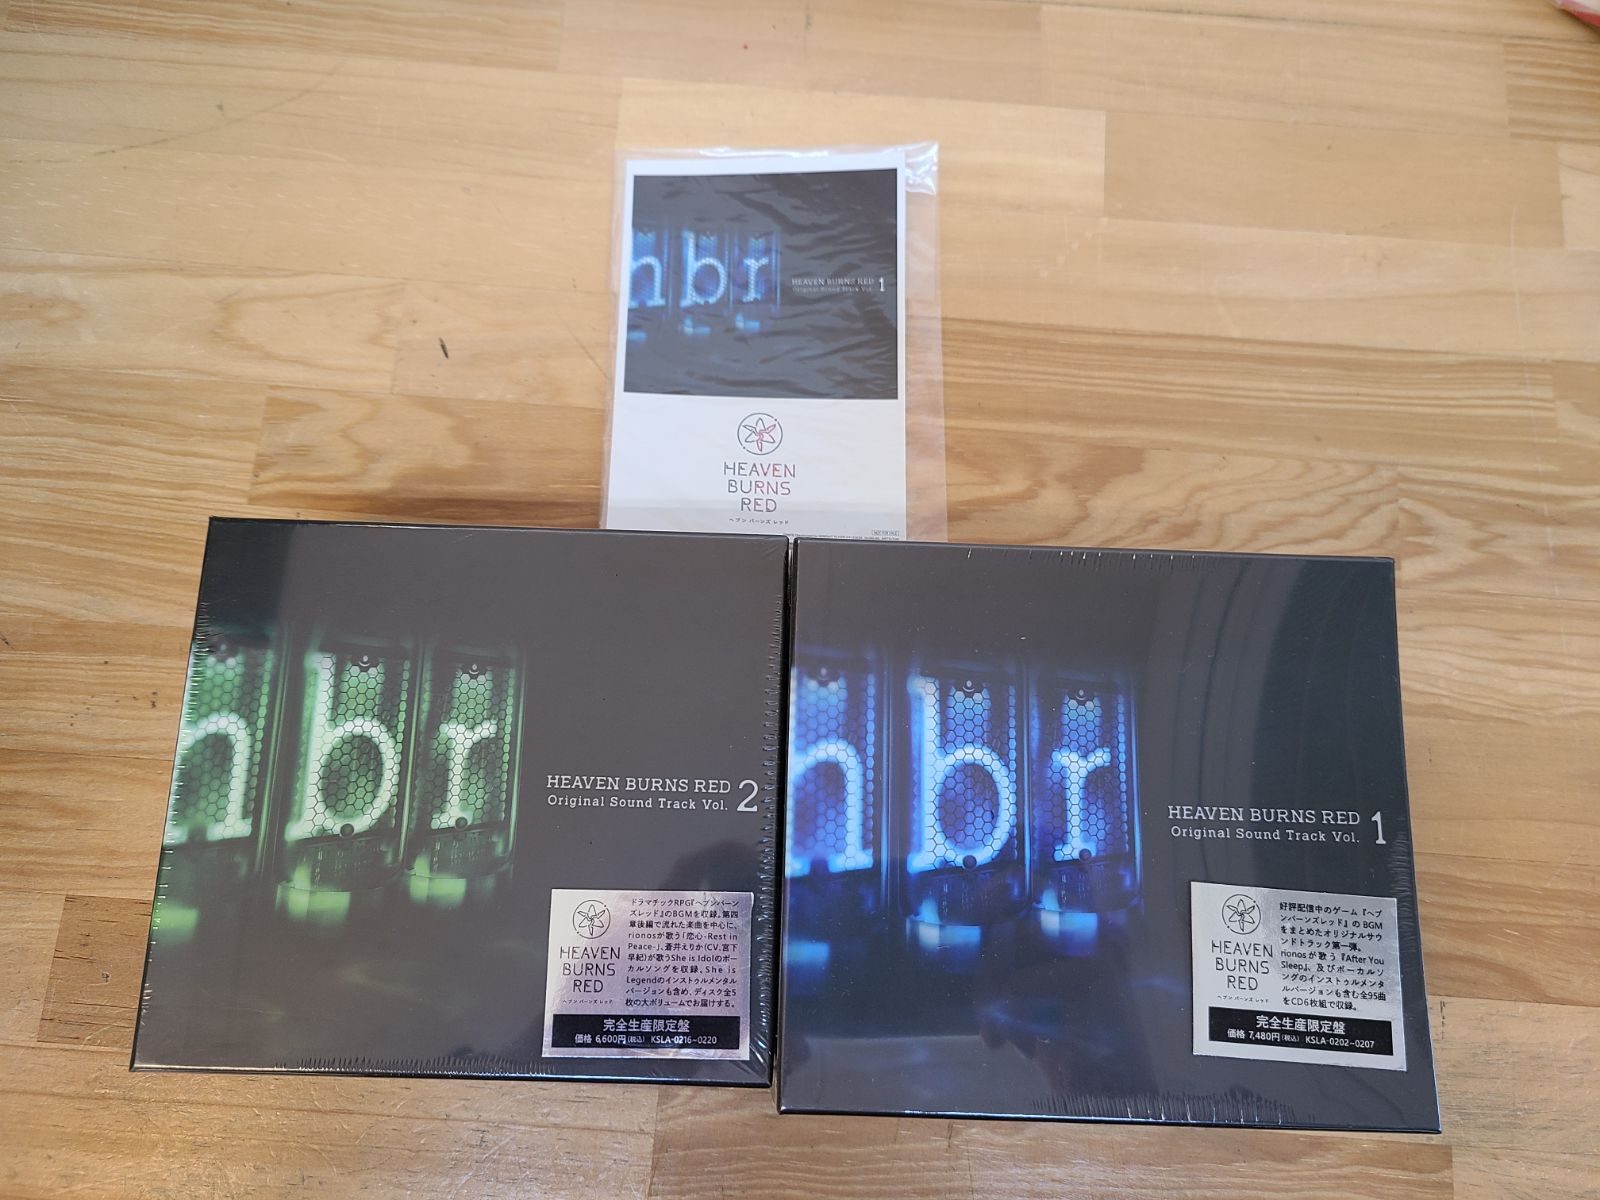 hbr
HEAVEN BURNS RED
Original Sound Track Vol. 1
HEAVEN
BURNS
RED
ヘブン バーンズ レッド
NOT FOR SALE
hbr
HEAVEN BURNS RED
Original Sound Track Vol. 2
HEAVEN
BURNS
RED
ヘブン バーンズ レッド
ドラマチックRPG『ヘブンバーン
ズレッド』のBGMを収録。第四
章後編で流れた楽曲を中心に、
rionosが歌う「恋心-Rest in
Peace-」、蒼井えりか(CV.宮下
早紀)が歌うShe is Idolのボー
カルソングを収録、She is
Legendのインストゥルメンタル
バージョンも含め、ディスク全5
枚の大ボリュームでお届けする。
完全生産限定盤
価格 6,600円(税込) KSLA-0216~0220
hbr
HEAVEN BURNS RED
Original Sound Track Vol. 1
HEAVEN
BURNS
RED
ヘブン バーンズ レッド
好評配信中のゲーム『ヘブ
ンバーンズレッド』のBGM
をまとめたオリジナルサウ
ンドトラック第一弾。
rionosが歌う『After You
Sleep』、及びボーカルソ
ングのインストゥルメンタ
ルバージョンも含む全95曲
をCD6枚組で収録。
完全生産限定盤
価格 7,480円(税込) KSLA-0202~0207